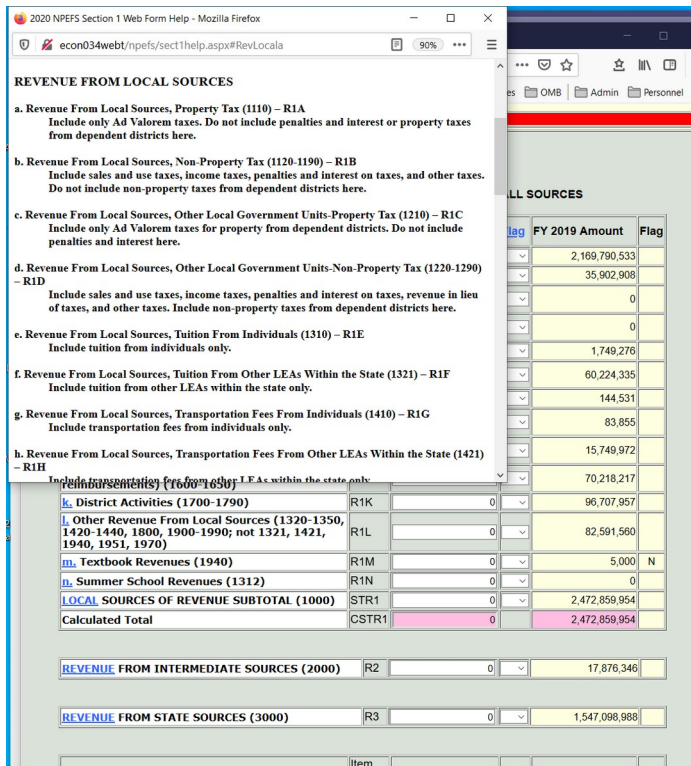 2020 NPEFS Section 1 Web Form Help - Mozilla Firefox
econ034webt/npefs/sect1help.aspx#RevLocala 90%
REVENUE FROM LOCAL SOURCES
a. Revenue From Local Sources, Property Tax (1110) – R1A
Include only Ad Valorem taxes. Do not include penalties and interest or property taxes
from dependent districts here.
b. Revenue From Local Sources, Non-Property Tax (1120-1190) – R1B
Include sales and use taxes, income taxes, penalties and interest on taxes, and other taxes.
Do not include non-property taxes from dependent districts here.
c. Revenue From Local Sources, Other Local Government Units-Property Tax (1210) – R1C
Include only Ad Valorem taxes for property from dependent districts. Do not include
penalties and interest here.
d. Revenue From Local Sources, Other Local Government Units-Non-Property Tax (1220-1290)
– R1D
Include sales and use taxes, income taxes, penalties and interest on taxes, revenue in lieu
of taxes, and other taxes. Include non-property taxes from dependent districts here.
e. Revenue From Local Sources, Tuition From Individuals (1310) – R1E
Include tuition from individuals only.
f. Revenue From Local Sources, Tuition From Other LEAs Within the State (1321) – R1F
Include tuition from other LEAs within the state only.
g. Revenue From Local Sources, Transportation Fees From Individuals (1410) – R1G
Include transportation fees from individuals only.
h. Revenue From Local Sources, Transportation Fees From Other LEAs Within the State (1421)
– R1H
Include transportation fees from other LEAs within the state only.
es OMB Admin Personnel
ALL SOURCES
Flag FY 2019 Amount Flag
2,169,790,533
35,902,908
0
0
1,749,276
60,224,335
144,531
83,855
15,749,972
reimbursements) (1600-1650) 70,218,217
k. District Activities (1700-1790) R1K 0 96,707,957
l. Other Revenue From Local Sources (1320-1350,
1420-1440, 1800, 1900-1990; not 1321, 1421,
1940, 1951, 1970) R1L 0 82,591,560
m. Textbook Revenues (1940) R1M 0 5,000 N
n. Summer School Revenues (1312) R1N 0 0
LOCAL SOURCES OF REVENUE SUBTOTAL (1000) STR1 0 2,472,859,954
Calculated Total CSTR1 0 2,472,859,954
REVENUE FROM INTERMEDIATE SOURCES (2000) R2 0 17,876,346
REVENUE FROM STATE SOURCES (3000) R3 0 1,547,098,988
Item